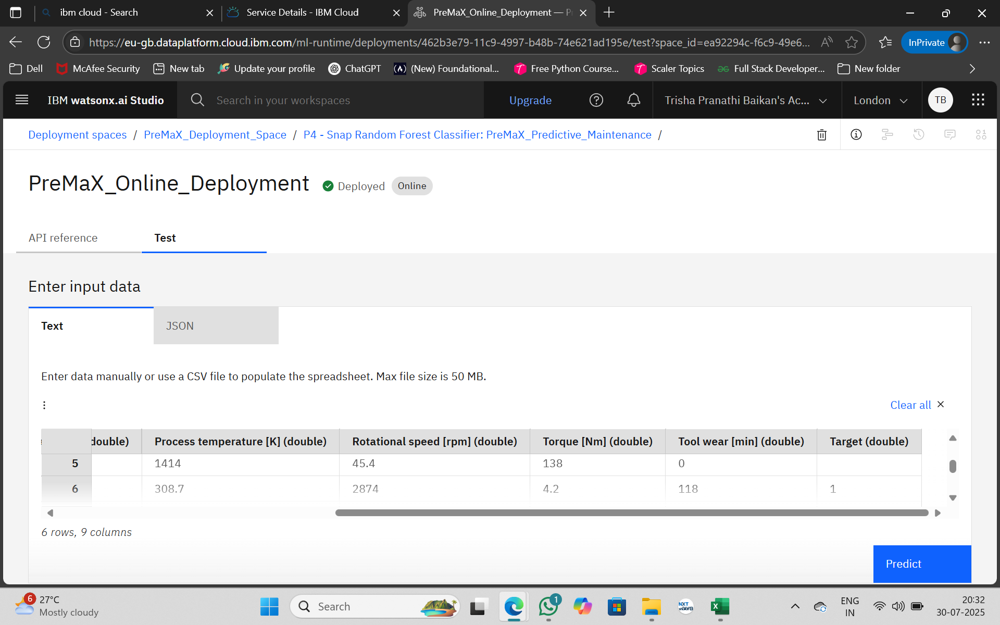 ibm cloud - Search
Service Details - IBM Cloud
PreMaX_Online_Deployment — P
https://eu-gb.dataplatform.cloud.ibm.com/ml-runtime/deployments/462b3e79-11c9-4997-b48b-74e621ad195e/test?space_id=ea92294c-f6c9-49e6...
InPrivate
Dell
McAfee Security
New tab
Update your profile
ChatGPT
(New) Foundational...
Free Python Course...
Scaler Topics
Full Stack Developer...
New folder
IBM watsonx.ai Studio
Search in your workspaces
Upgrade
Trisha Pranathi Baikan's Ac...
London
TB
Deployment spaces / PreMaX_Deployment_Space / P4 - Snap Random Forest Classifier: PreMaX_Predictive_Maintenance /
PreMaX_Online_Deployment
Deployed
Online
API reference
Test
Enter input data
Text
JSON
Enter data manually or use a CSV file to populate the spreadsheet. Max file size is 50 MB.
Clear all
double) Process temperature [K] (double) Rotational speed [rpm] (double) Torque [Nm] (double) Tool wear [min] (double) Target (double)
5 1414 45.4 138 0
6 308.7 2874 4.2 118 1
6 rows, 9 columns
Predict
6
27°C
Mostly cloudy
Search
1
NXT
WAVE
ENG
IN
20:32
30-07-2025